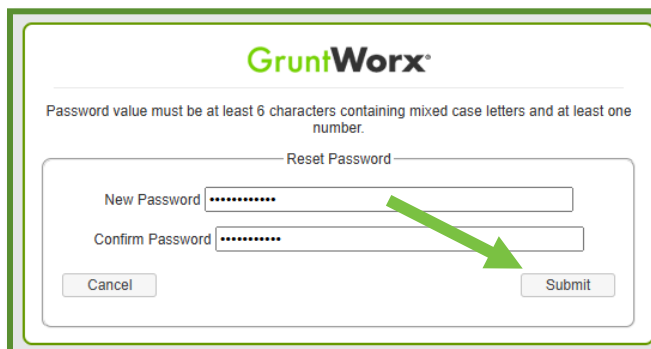 GruntWorx®
Password value must be at least 6 characters containing mixed case letters and at least one
number.
Reset Password
New Password ••••••••••••
Confirm Password •••••••••••
Cancel Submit